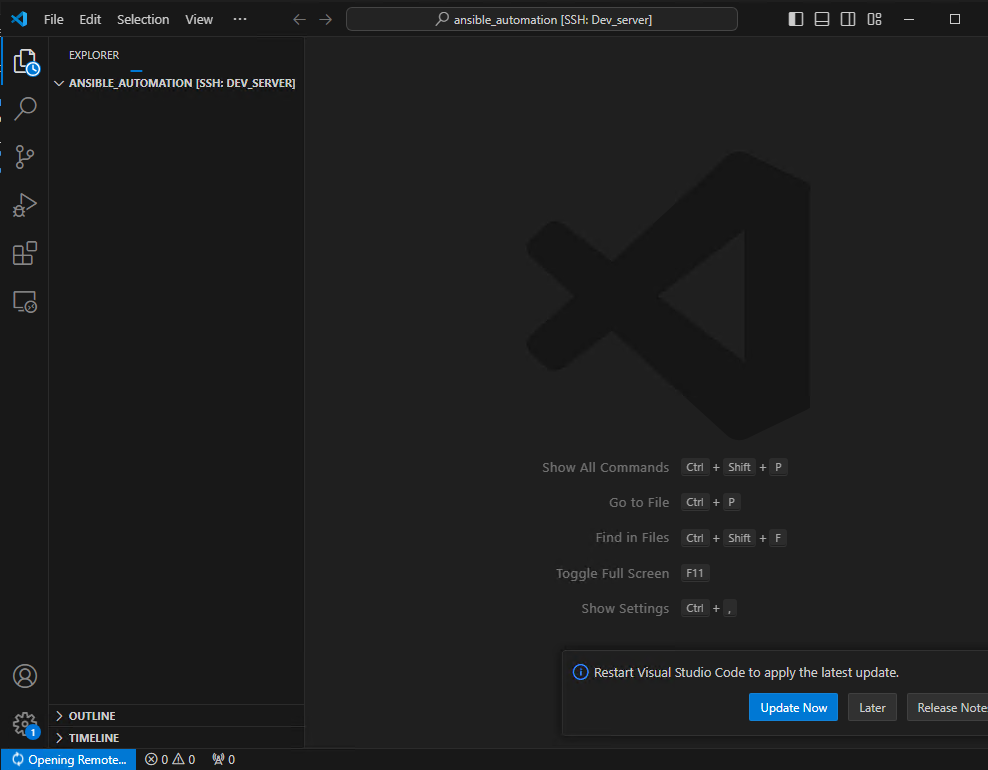 File Edit Selection View ··· ansible_automation [SSH: Dev_server]
EXPLORER
ANSIBLE_AUTOMATION [SSH: DEV_SERVER]
Show All Commands Ctrl + Shift + P
Go to File Ctrl + P
Find in Files Ctrl + Shift + F
Toggle Full Screen F11
Show Settings Ctrl + ,
Restart Visual Studio Code to apply the latest update.
Update Now Later Release Notes
OUTLINE
1
TIMELINE
Opening Remote... 0 0 0